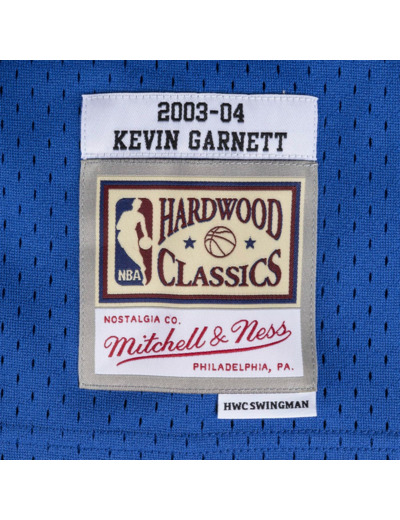 2003-04
KEVIN GARNETT
HARDWOOD
NBA
CLASSICS
NOSTALGIA CO.
Mitchell & Ness
PHILADELPHIA, PA.
HWC SWINGMAN